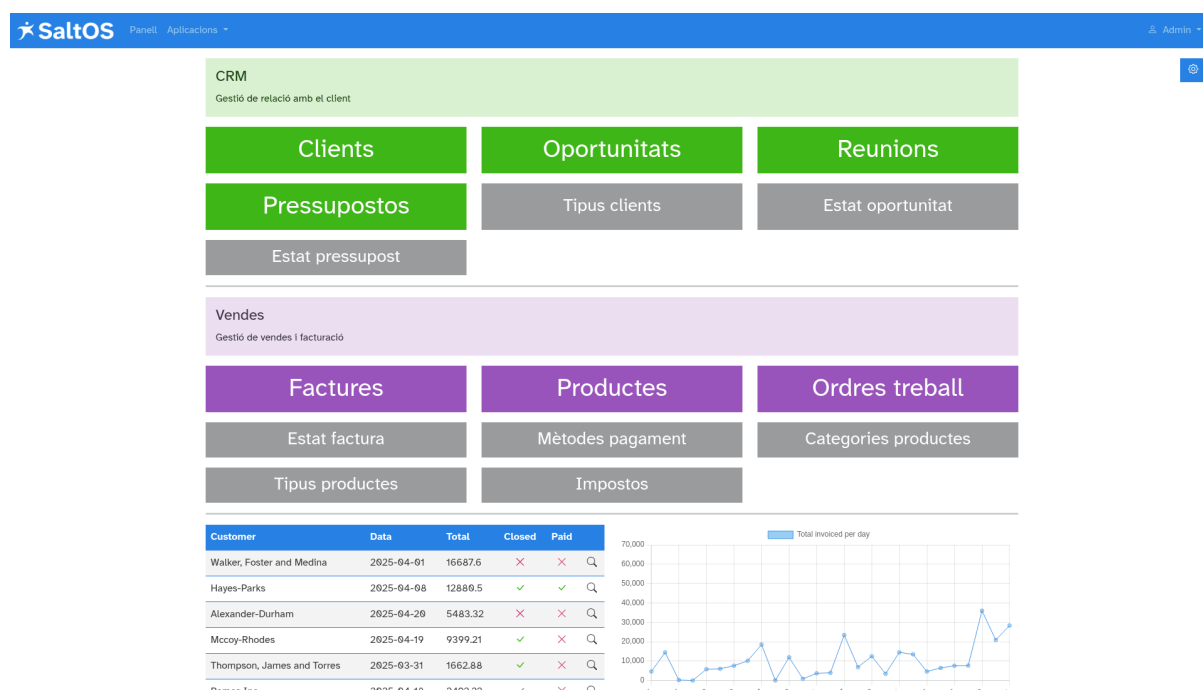 SaltOS Panell Aplicacions Admin
CRM
Gestió de relació amb el client
Clients Oportunitats Reunions
Pressupostos Tipus clients Estat oportunitat
Estat pressupost
Vendes
Gestió de vendes i facturació
Factures Productes Ordres treball
Estat factura Mètodes pagament Categories productes
Tipus productes Impostos
Customer Data Total Closed Paid
Walker, Foster and Medina 2025-04-01 16687.6
Hayes-Parks 2025-04-08 12880.5
Alexander-Durham 2025-04-20 5483.32
Mccoy-Rhodes 2025-04-19 9399.21
Thompson, James and Torres 2025-03-31 1662.88
Total invoiced per day
70,000
60,000
50,000
40,000
30,000
20,000
10,000
0